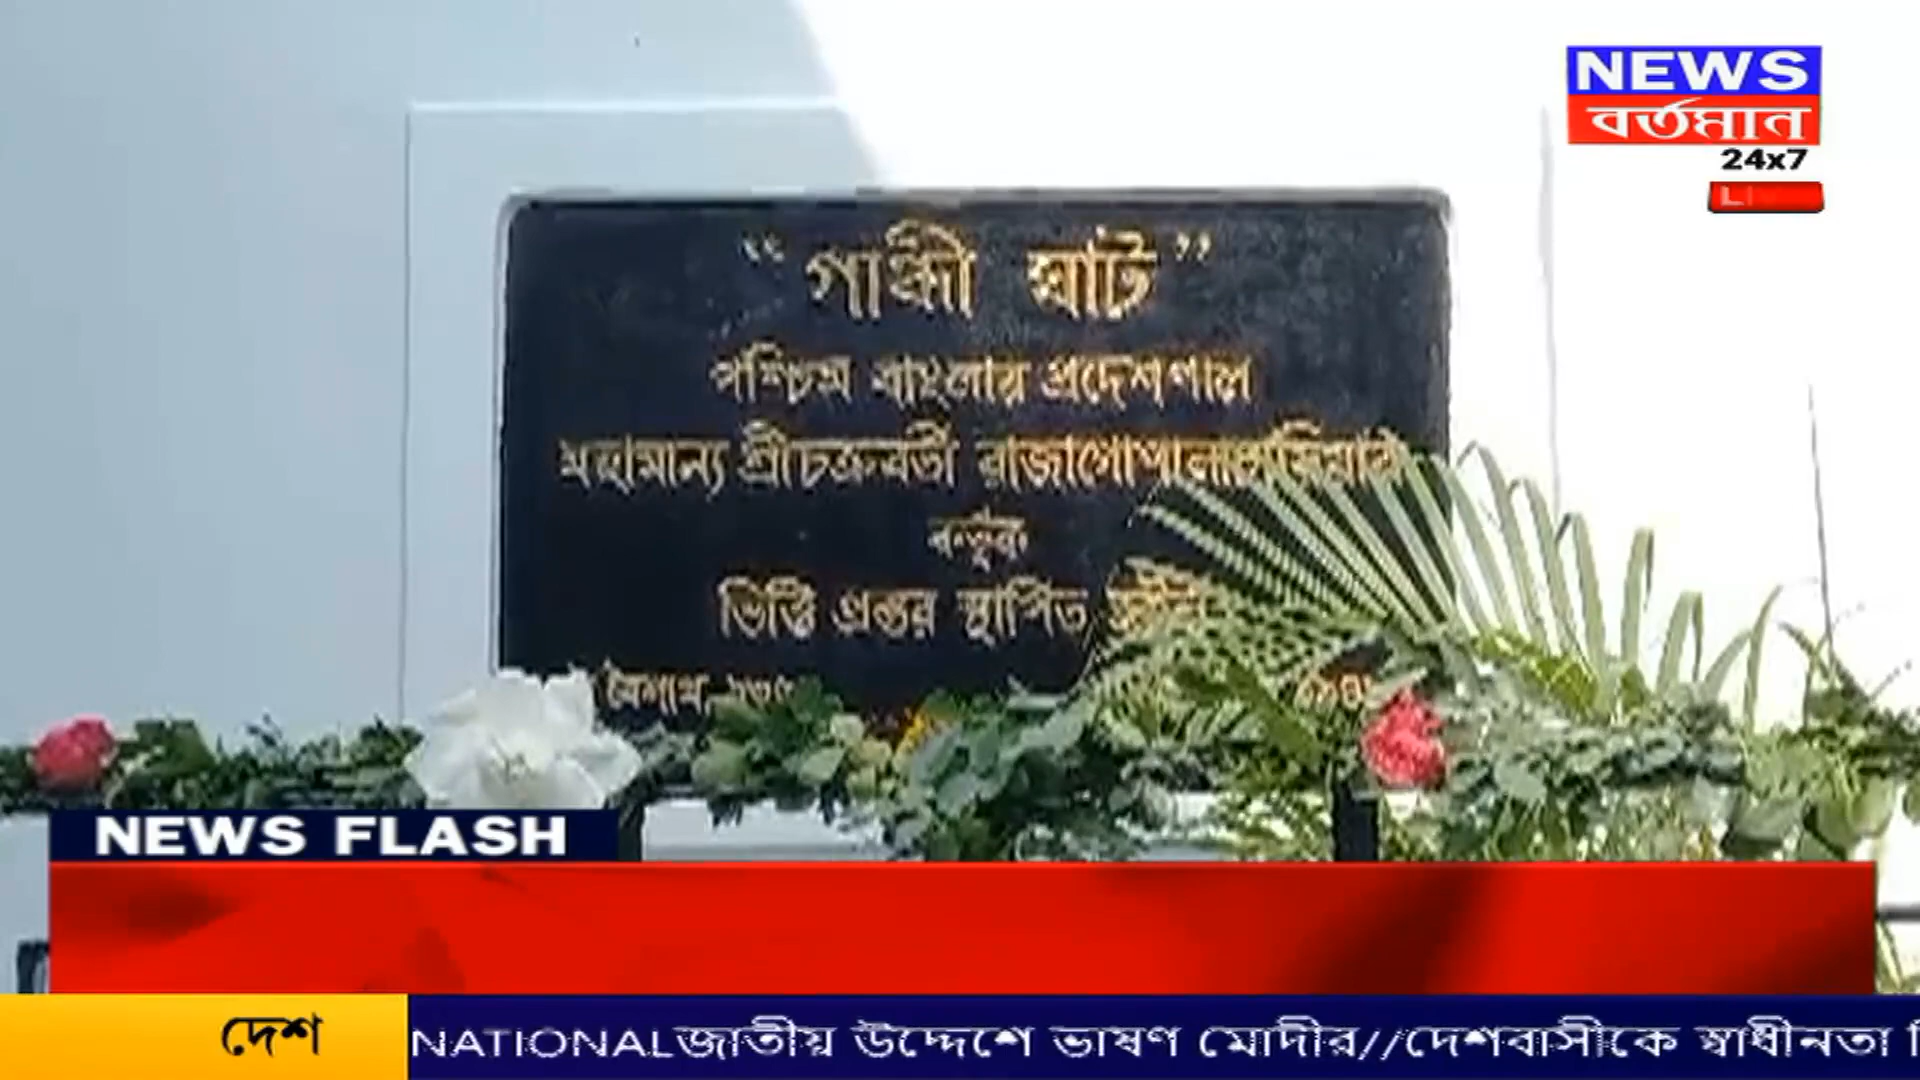 NEWS
বর্তমান
24x7
"গান্ধী ঘাট"
পশ্চিম বাংলার প্রদেশপাল
মহামান্য শ্রীচক্রবর্তী রাজাগোপালাচারিয়ার
কর্তৃক
ভিত্তি প্রস্তর স্থাপিত
বৈশাখ,
NEWS FLASH
দেশ
NATIONALজাতীয় উদ্দেশে ভাষণ মোদীর//দেশবাসীকে স্বাধীনতা